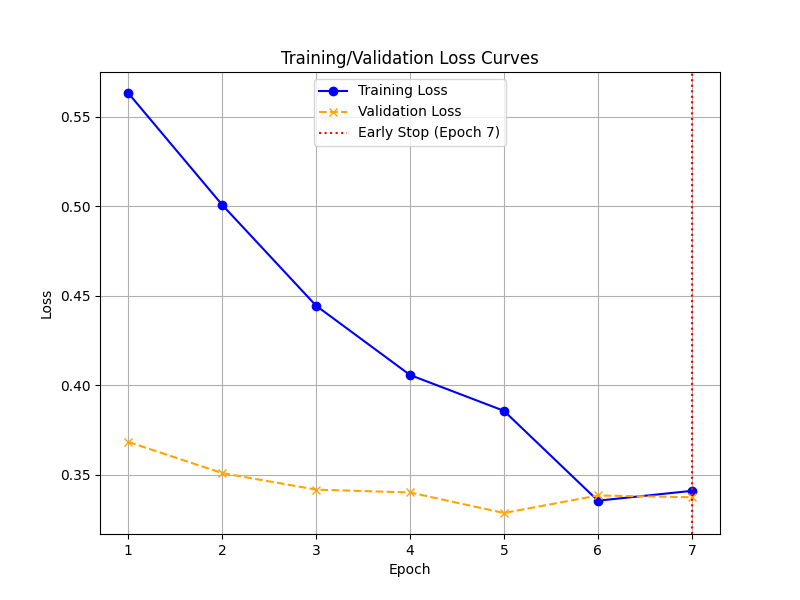 Training/Validation Loss Curves
Training Loss
Validation Loss
Early Stop (Epoch 7)
Loss
0.55
0.50
0.45
0.40
0.35
1 2 3 4 5 6 7
Epoch